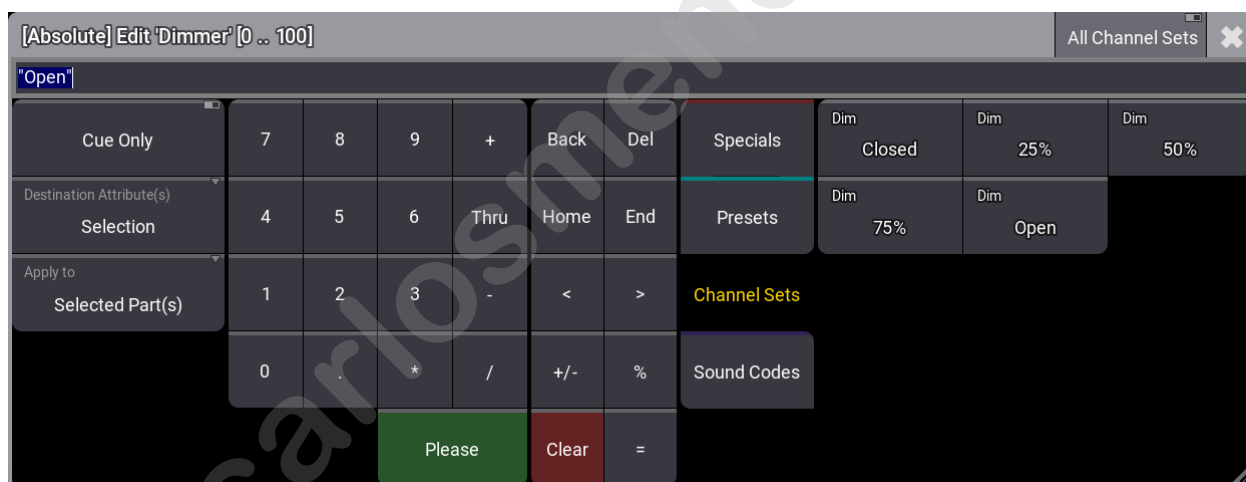 [Absolute] Edit 'Dimmer' [0 .. 100]
All Channel Sets
"Open"
Cue Only
7 8 9 + Back Del
Specials
Dim Closed
Dim 25%
Dim 50%
Destination Attribute(s)
Selection
4 5 6 Thru Home End
Presets
Dim 75%
Dim Open
Apply to
Selected Part(s)
1 2 3 - < >
Channel Sets
0 . * / +/- %
Sound Codes
Please Clear =